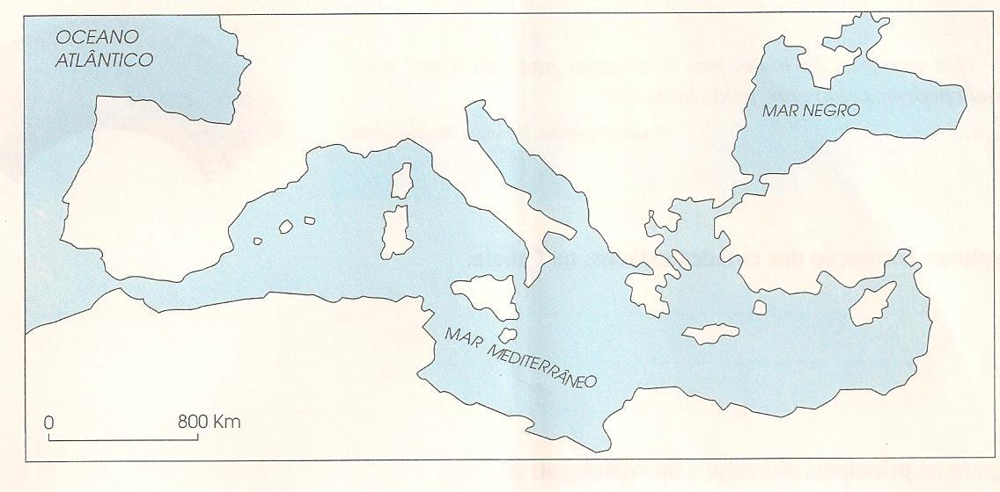 OCEANO
ATLÂNTICO
MAR NEGRO
MAR MEDITERRÂNEO
0 800 Km